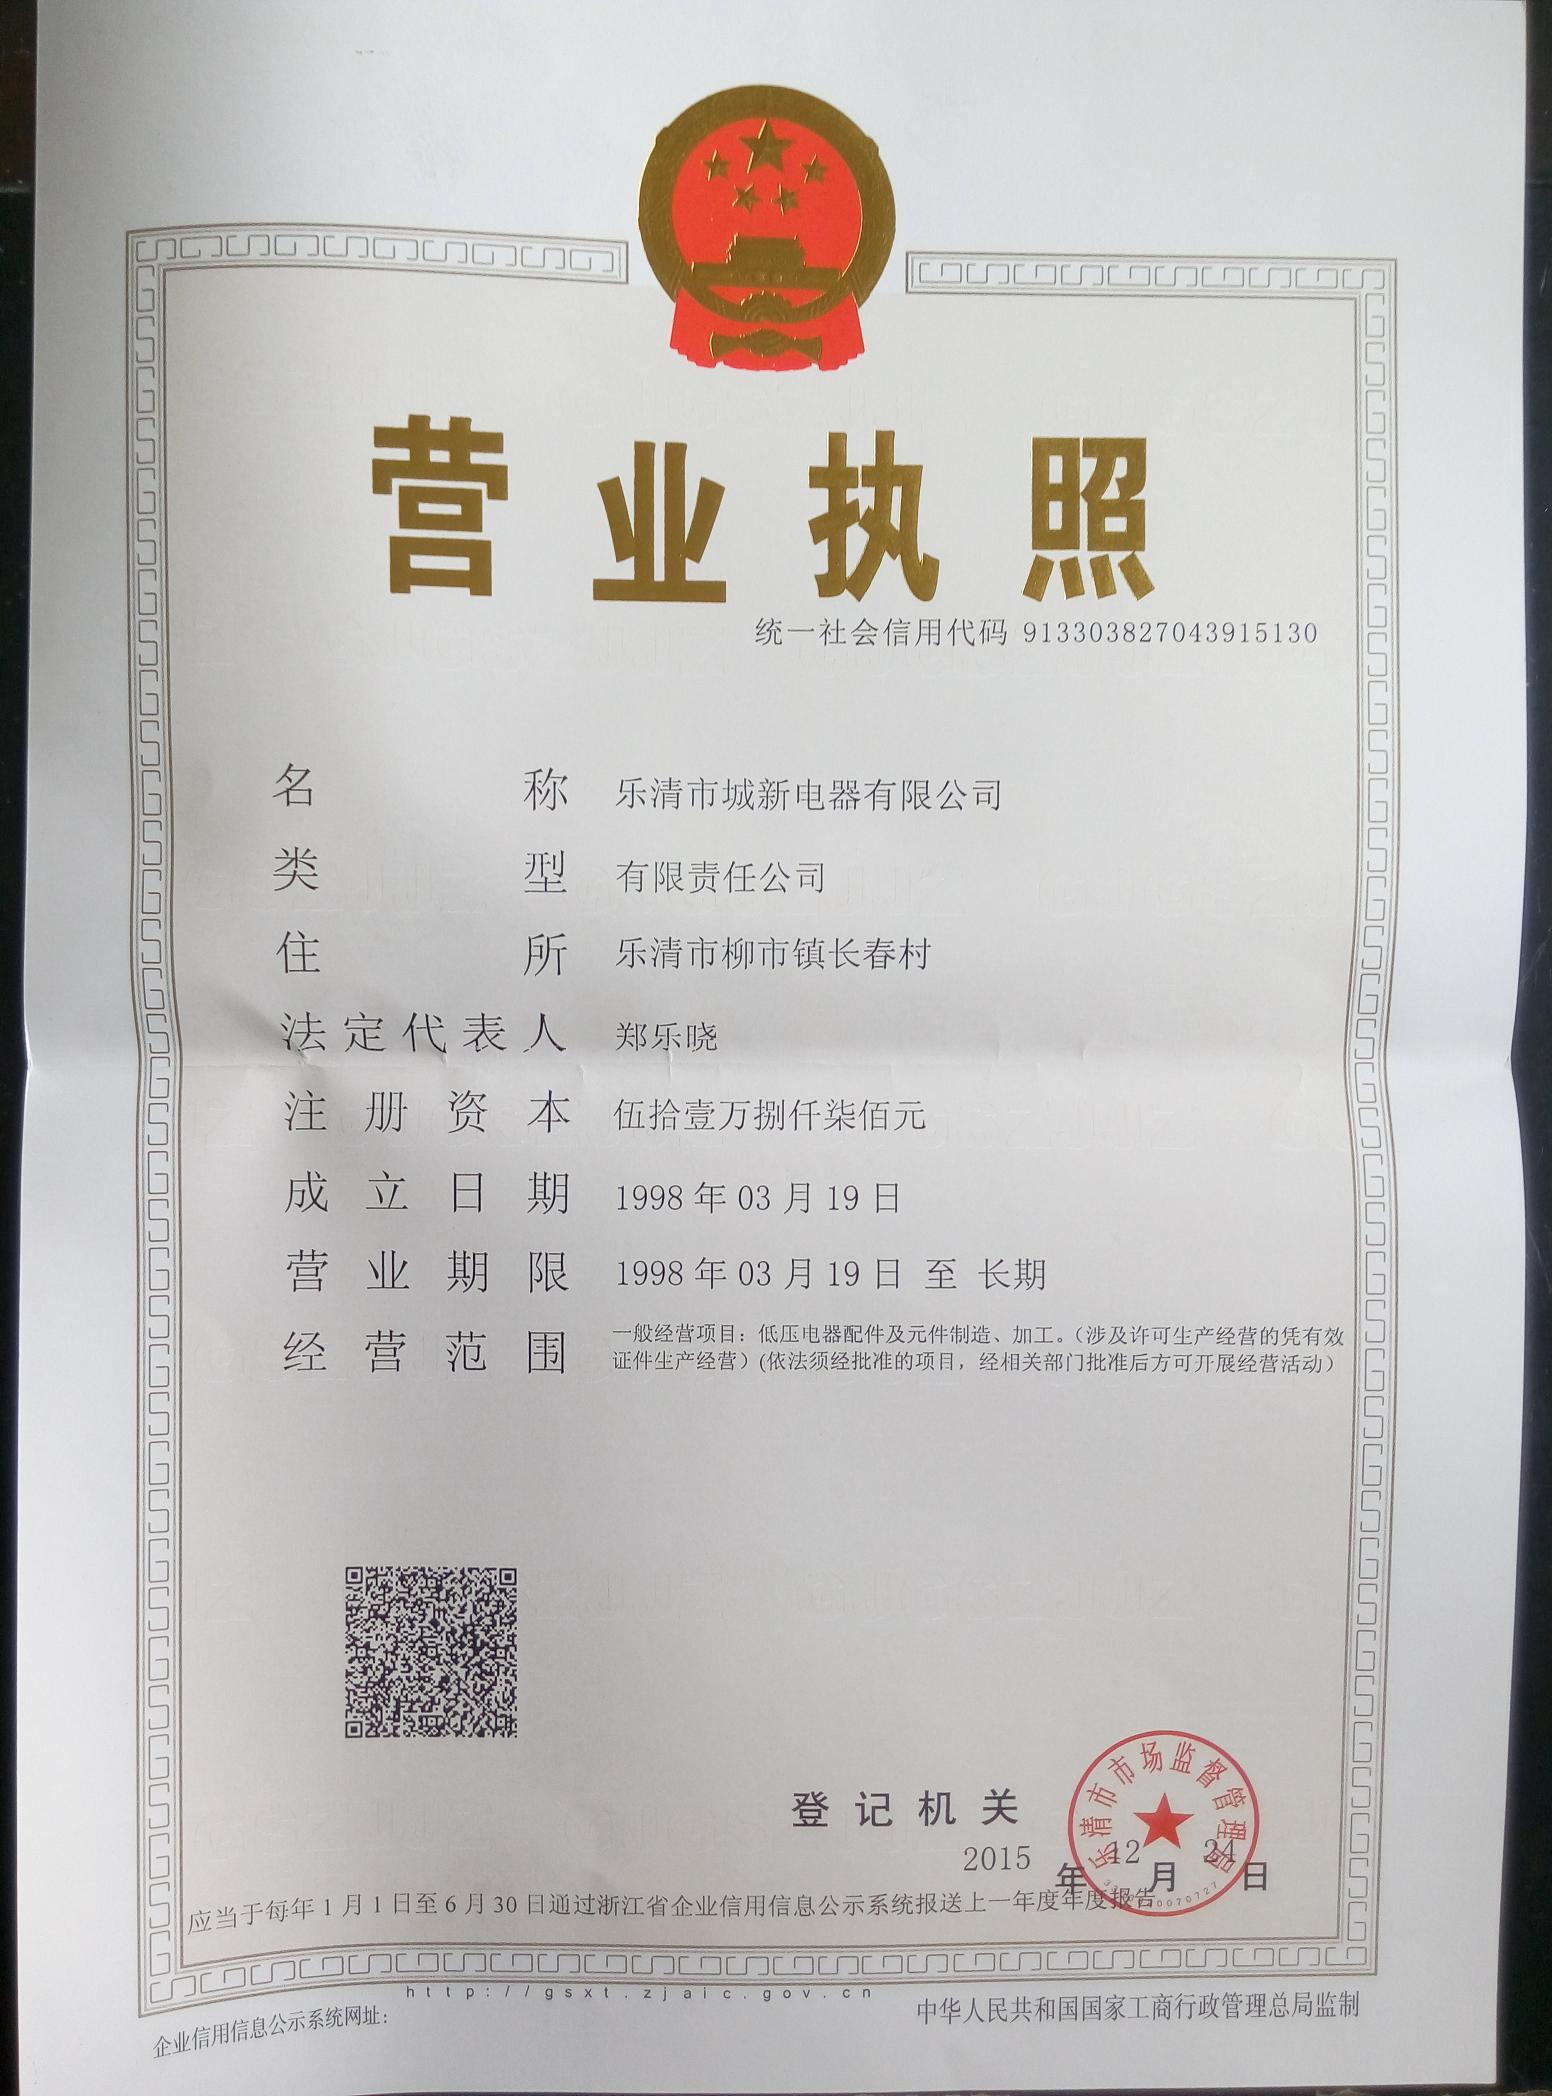 营业执照
统一社会信用代码 913303827043915130
名称 乐清市城新电器有限公司
类型 有限责任公司
住所 乐清市柳市镇长春村
法定代表人 郑乐晓
注册资本 伍拾壹万捌仟柒佰元
成立日期 1998年03月19日
营业期限 1998年03月19日 至 长期
经营范围 一般经营项目：低压电器配件及元件制造、加工。（涉及许可生产经营的凭有效
证件生产经营）(依法须经批准的项目，经相关部门批准后方可开展经营活动)
乐清市市场监督管理局
登记机关
2015年12月24日
应当于每年1月1日至6月30日通过浙江省企业信用信息公示系统报送上一年度年度报告
http://gsxt.zjaic.gov.cn
企业信用信息公示系统网址：
中华人民共和国国家工商行政管理总局监制